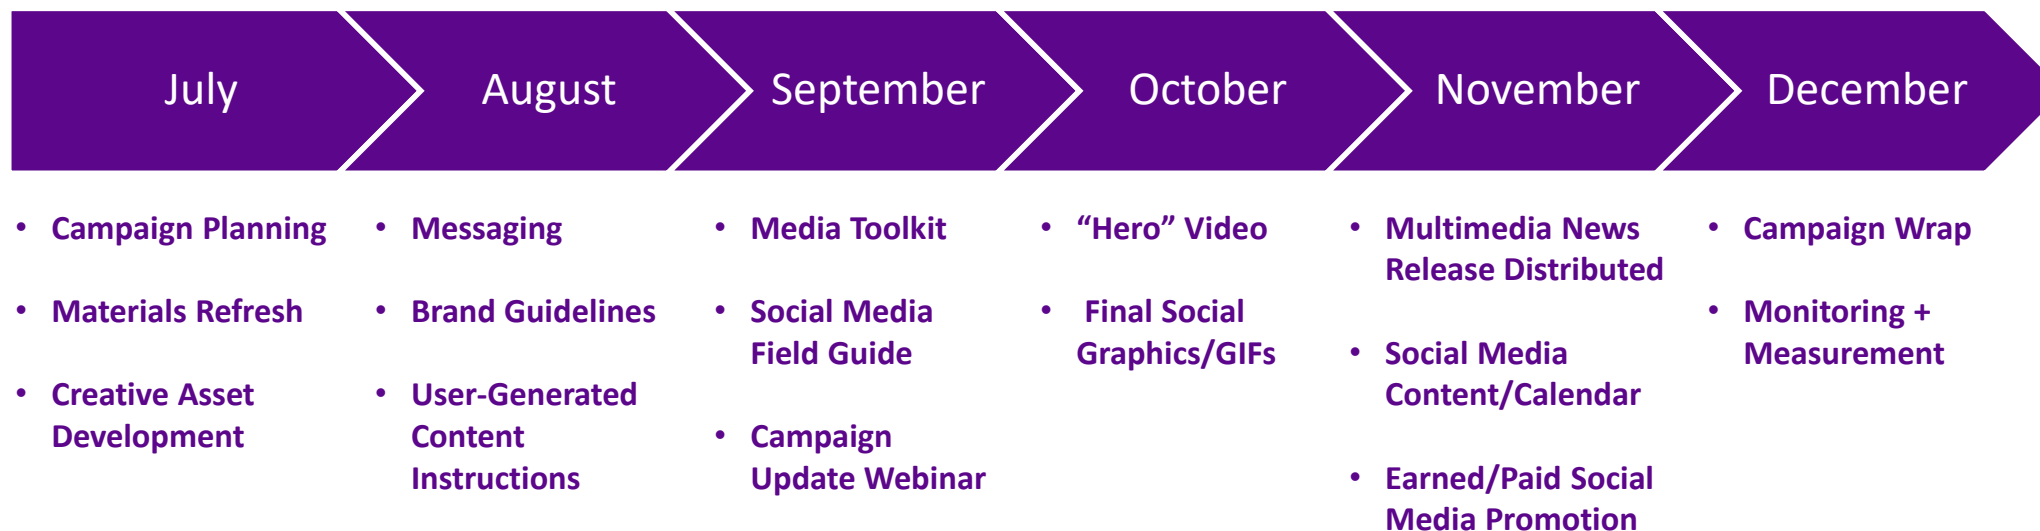 July
August
September
October
November
December
• Campaign Planning
• Materials Refresh
• Creative Asset
Development
• Messaging
• Brand Guidelines
• User-Generated
Content
Instructions
• Media Toolkit
• Social Media
Field Guide
• Campaign
Update Webinar
• “Hero” Video
• Final Social
Graphics/GIFs
• Multimedia News
Release Distributed
• Social Media
Content/Calendar
• Earned/Paid Social
Media Promotion
• Campaign Wrap
• Monitoring +
Measurement